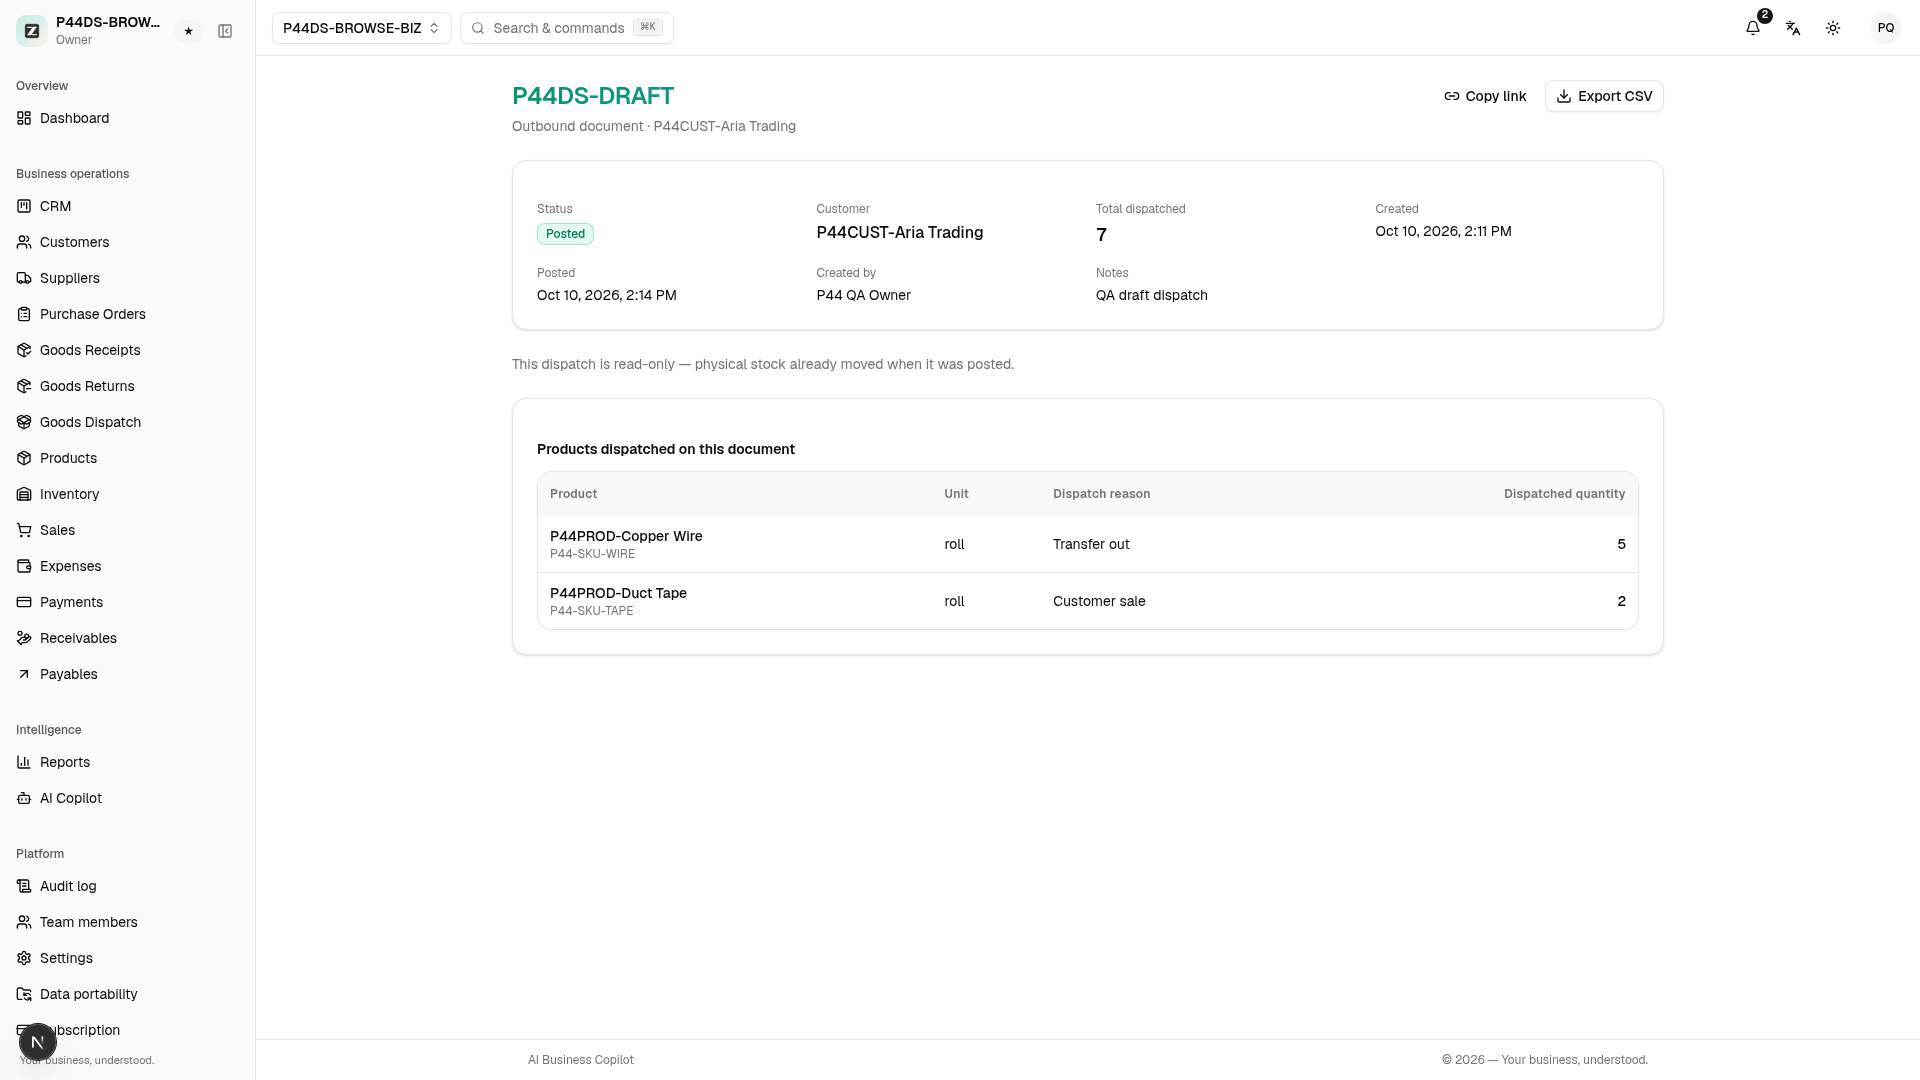 P44DS-BROW...
Owner
Overview
Dashboard
Business operations
CRM
Customers
Suppliers
Purchase Orders
Goods Receipts
Goods Returns
Goods Dispatch
Products
Inventory
Sales
Expenses
Payments
Receivables
Payables
Intelligence
Reports
AI Copilot
Platform
Audit log
Team members
Settings
Data portability
ubscription
Your business, understood.
P44DS-BROWSE-BIZ
Search & commands ⌘K
2
PQ
P44DS-DRAFT
Outbound document · P44CUST-Aria Trading
Copy link
Export CSV
Status
Posted
Customer
P44CUST-Aria Trading
Total dispatched
7
Created
Oct 10, 2026, 2:11 PM
Posted
Oct 10, 2026, 2:14 PM
Created by
P44 QA Owner
Notes
QA draft dispatch
This dispatch is read-only — physical stock already moved when it was posted.
Products dispatched on this document
Product Unit Dispatch reason Dispatched quantity
P44PROD-Copper Wire
P44-SKU-WIRE
roll Transfer out 5
P44PROD-Duct Tape
P44-SKU-TAPE
roll Customer sale 2
AI Business Copilot
© 2026 — Your business, understood.